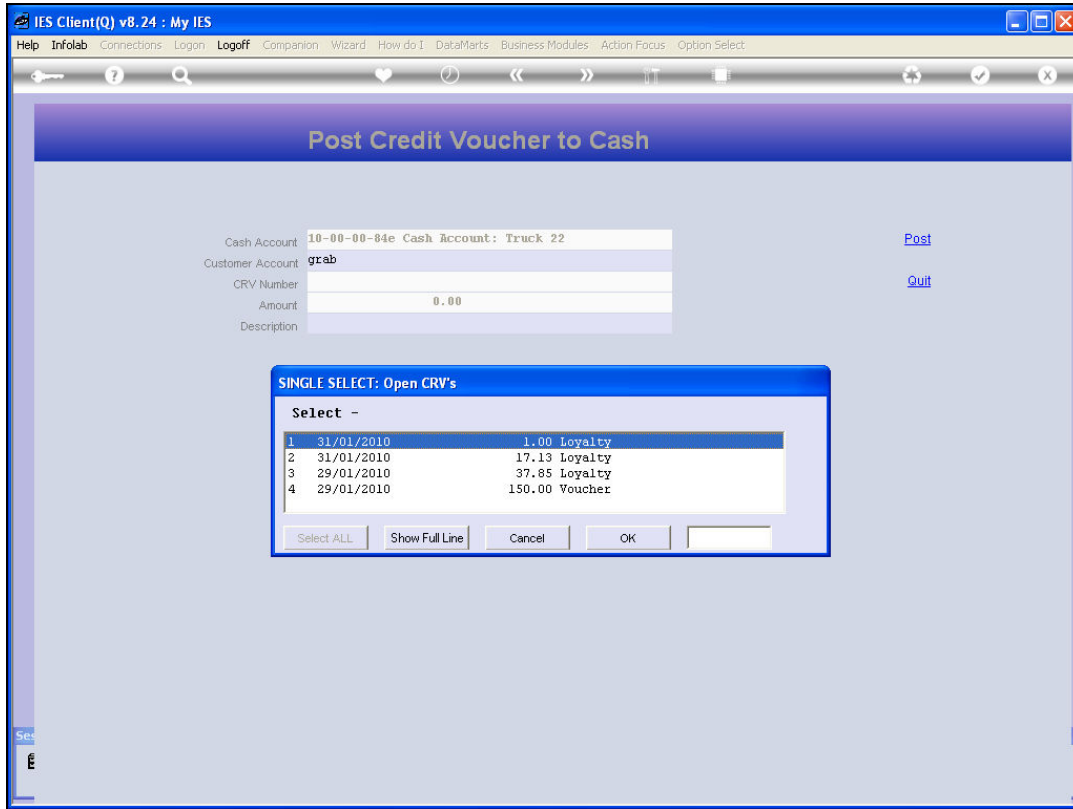 IES Client(Q) v8.24 : My IES
Help Infolab Connections Logon Logoff Companion Wizard How do I DataMarts Business Modules Action Focus Option Select
Post Credit Voucher to Cash
Cash Account 10-00-00-84e Cash Account: Truck 22 Post
Customer Account grab
CRV Number Quit
Amount 0.00
Description
SINGLE SELECT: Open CRV's
Select -
1 31/01/2010 1.00 Loyalty
2 31/01/2010 17.13 Loyalty
3 29/01/2010 37.85 Loyalty
4 29/01/2010 150.00 Voucher
Select ALL Show Full Line Cancel OK
Ses